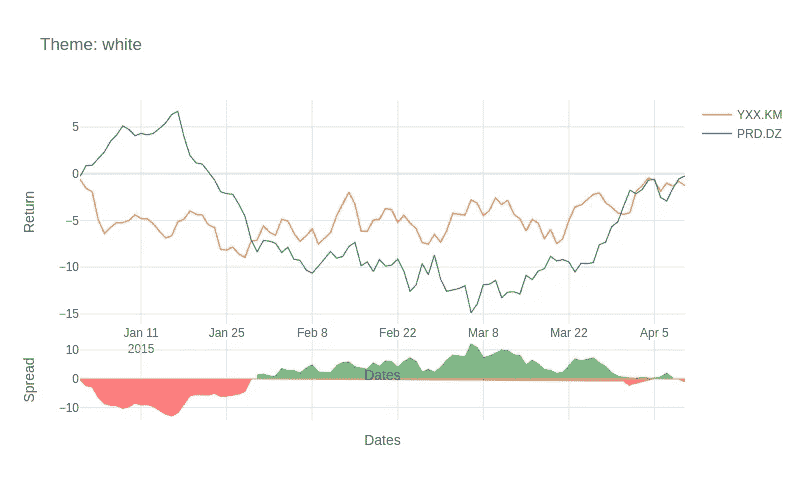 Theme: white
YXX.KM
PRD.DZ
Return
5
0
−5
−10
−15
Jan 11
2015
Jan 25
Feb 8
Feb 22
Mar 8
Mar 22
Apr 5
Spread
10
0
−10
Dates
Dates